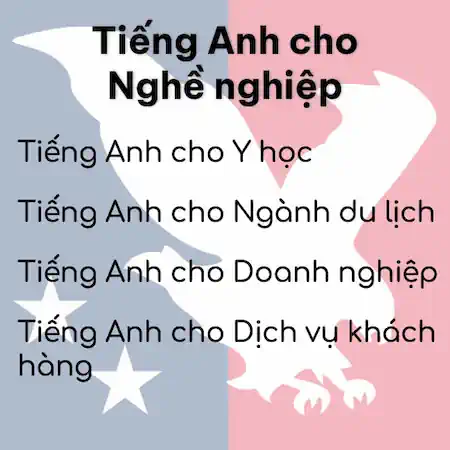 Tiếng Anh cho
Nghề nghiệp
Tiếng Anh cho Y học
Tiếng Anh cho Ngành du lịch
Tiếng Anh cho Doanh nghiệp
Tiếng Anh cho Dịch vụ khách
hàng